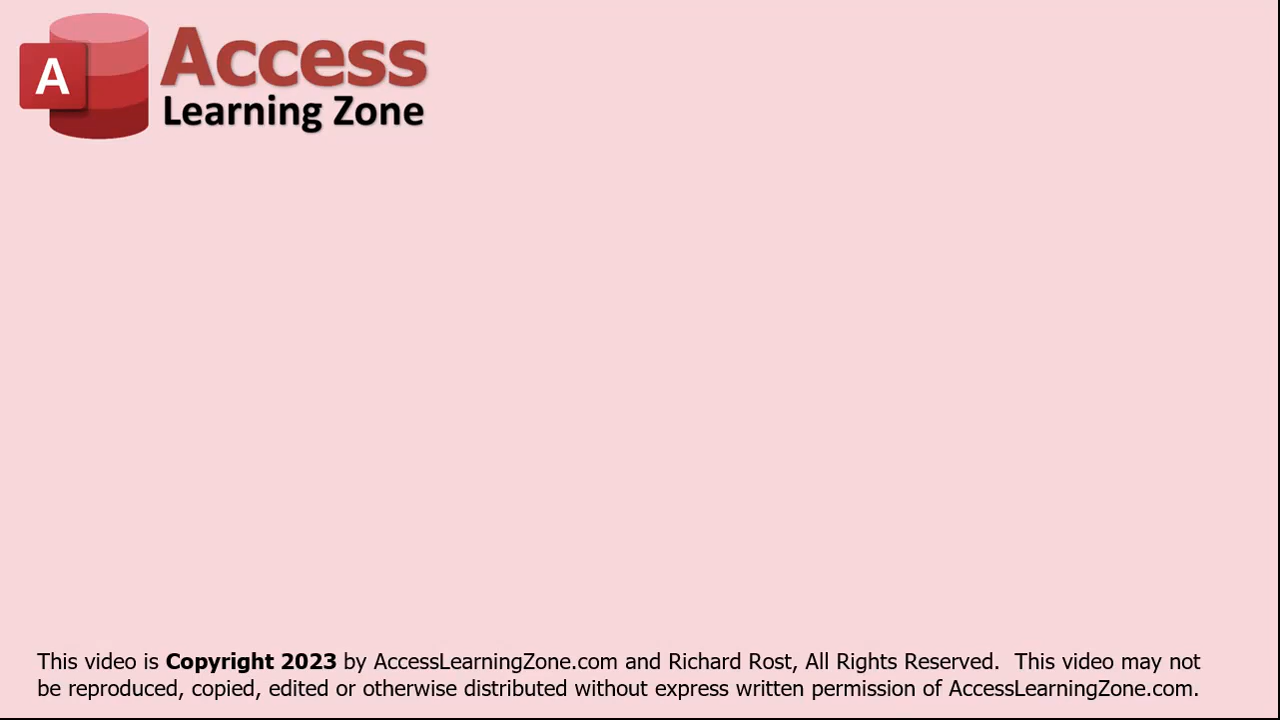 A
Access
Learning Zone
This video is Copyright 2023 by AccessLearningZone.com and Richard Rost, All Rights Reserved.  This video may not
be reproduced, copied, edited or otherwise distributed without express written permission of AccessLearningZone.com.